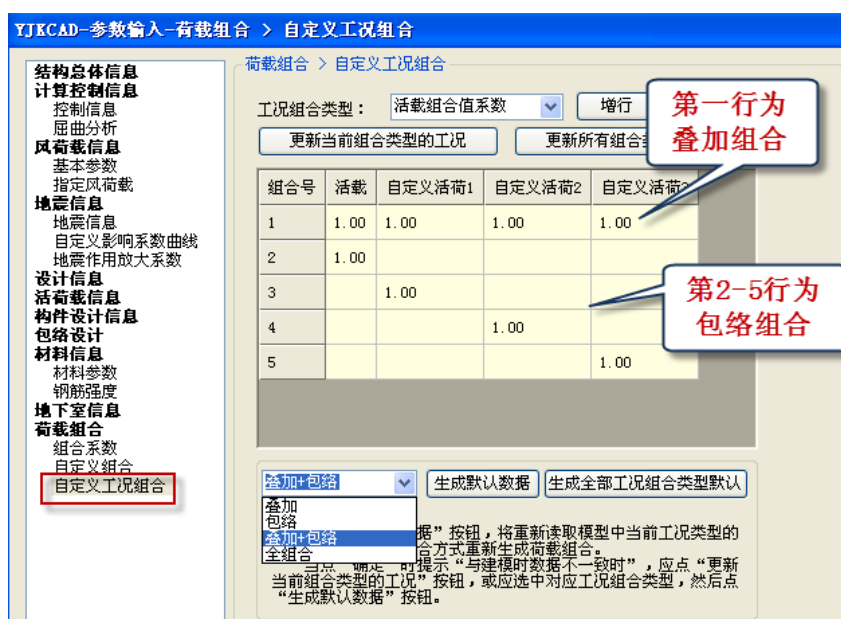 YJKCAD-参数输入-荷载组合 > 自定义工况组合
结构总体信息
计算控制信息
控制信息
屈曲分析
风荷载信息
基本参数
指定风荷载
地震信息
地震信息
自定义影响系数曲线
地震作用放大系数
设计信息
活荷载信息
构件设计信息
包络设计
材料信息
材料参数
钢筋强度
地下室信息
荷载组合
组合系数
自定义组合
自定义工况组合
荷载组合 > 自定义工况组合
工况组合类型： 活载组合值系数 增行
更新当前组合类型的工况 更新所有组合
第一行为
叠加组合
组合号 活载 自定义活荷1 自定义活荷2 自定义活荷
1 1.00 1.00 1.00 1.00
2 1.00
3 1.00
4 1.00
5 1.00
第2-5行为
包络组合
叠加+包络 生成默认数据 生成全部工况组合类型默认
叠加
包络
叠加+包络
全组合
据”按钮，将重新读取模型中当前工况类型的
合方式重新生成荷载组合。
当点“确定”时提示“与建模时数据不一致时”，应点“更新
当前组合类型的工况”按钮，或应选中对应工况组合类型，然后点
“生成默认数据”按钮。